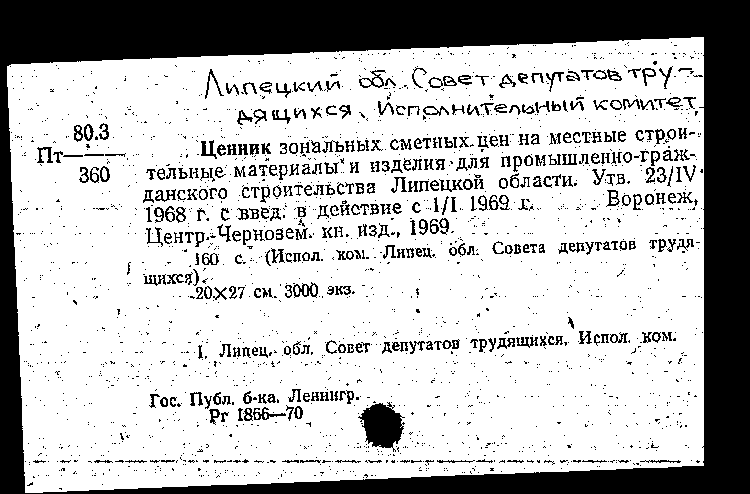 Липецкий обл. Совет депутатов тру-
дящихся. Исполнительный комитет.
80.3
Пт
360
Ценник зональных сметных цен на местные строи-
тельные материалы и изделия для промышленно-граж-
данского строительства Липецкой области. Утв. 23/IV
1968 г. с введ. в действие с 1/I 1969 г. Воронеж,
Центр.-Чернозем. кн. изд., 1969.
160 с. (Испол. ком. Липец. обл. Совета депутатов трудя-
щихся).
20×27 см. 3000 экз.
I. Липец. обл. Совет депутатов трудящихся. Испол. ком.
Гос. Публ. б-ка. Ленингр.
Рг 1866—70